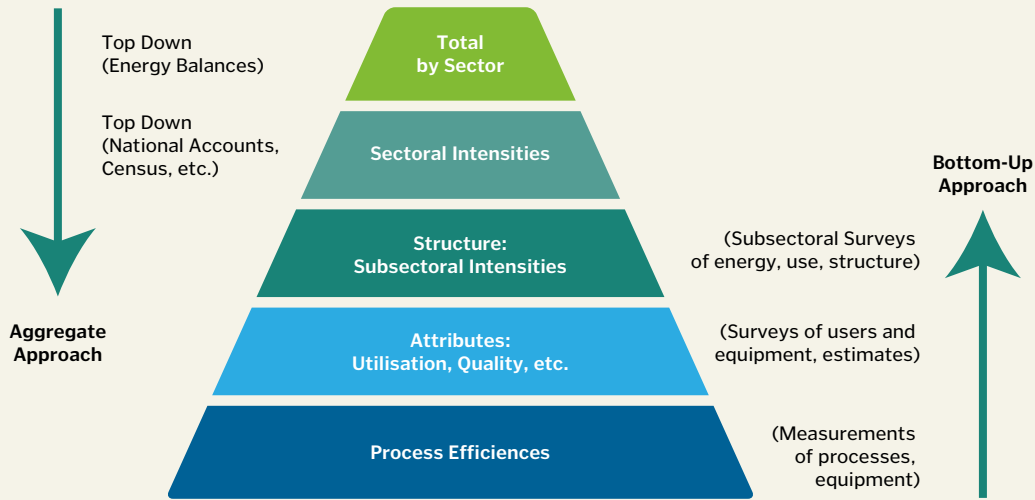 Top Down
(Energy Balances)
Top Down
(National Accounts,
Census, etc.)
Aggregate
Approach
Total
by Sector
Sectoral Intensities
Structure:
Subsectoral Intensities
Attributes:
Utilisation, Quality, etc.
Process Efficiences
Bottom-Up
Approach
(Subsectoral Surveys
of energy, use, structure)
(Surveys of users and
equipment, estimates)
(Measurements
of processes,
equipment)